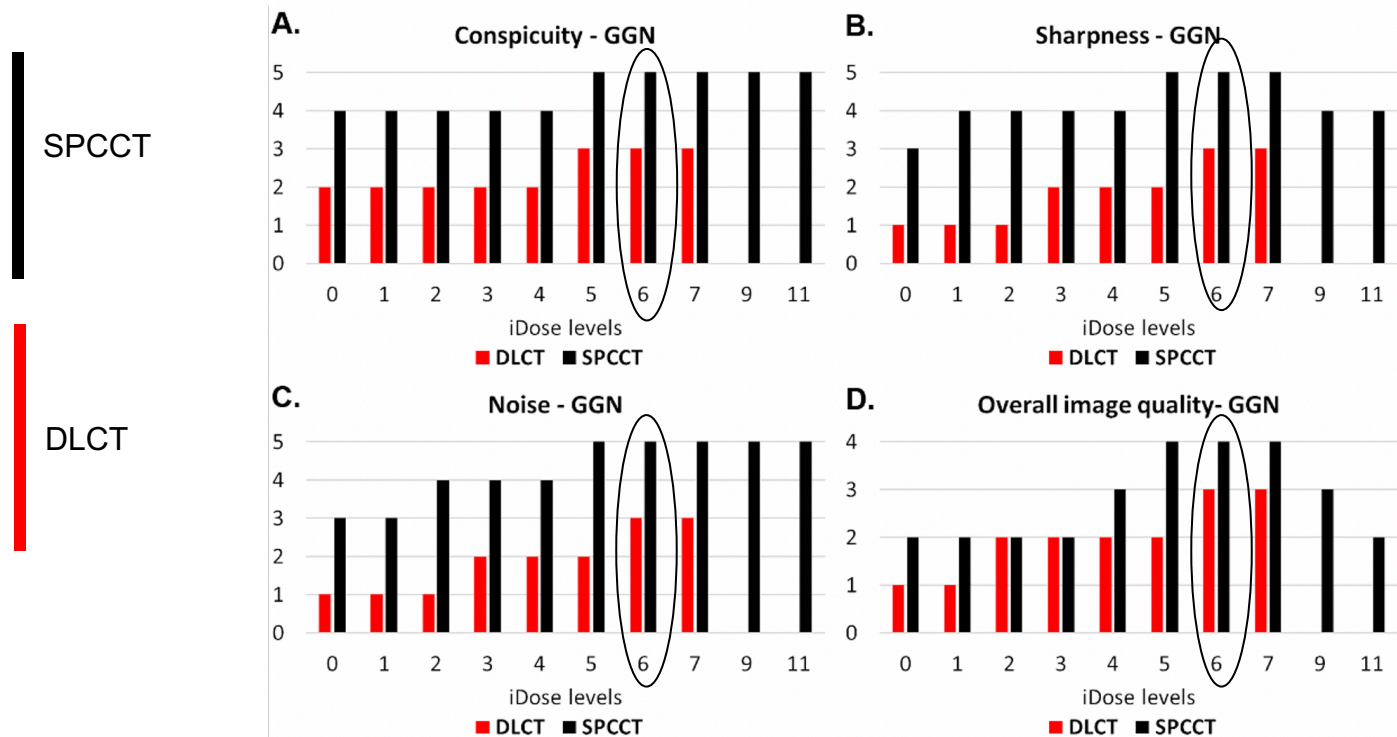 SPCCT
DLCT
A.
Conspicuity - GGN
5
4
3
2
1
0
0 1 2 3 4 5 6 7 9 11
iDose levels
DLCT SPCCT
B.
Sharpness - GGN
5
4
3
2
1
0
0 1 2 3 4 5 6 7 9 11
iDose levels
DLCT SPCCT
C.
Noise - GGN
5
4
3
2
1
0
0 1 2 3 4 5 6 7 9 11
iDose levels
DLCT SPCCT
D.
Overall image quality- GGN
4
3
2
1
0
0 1 2 3 4 5 6 7 9 11
iDose levels
DLCT SPCCT